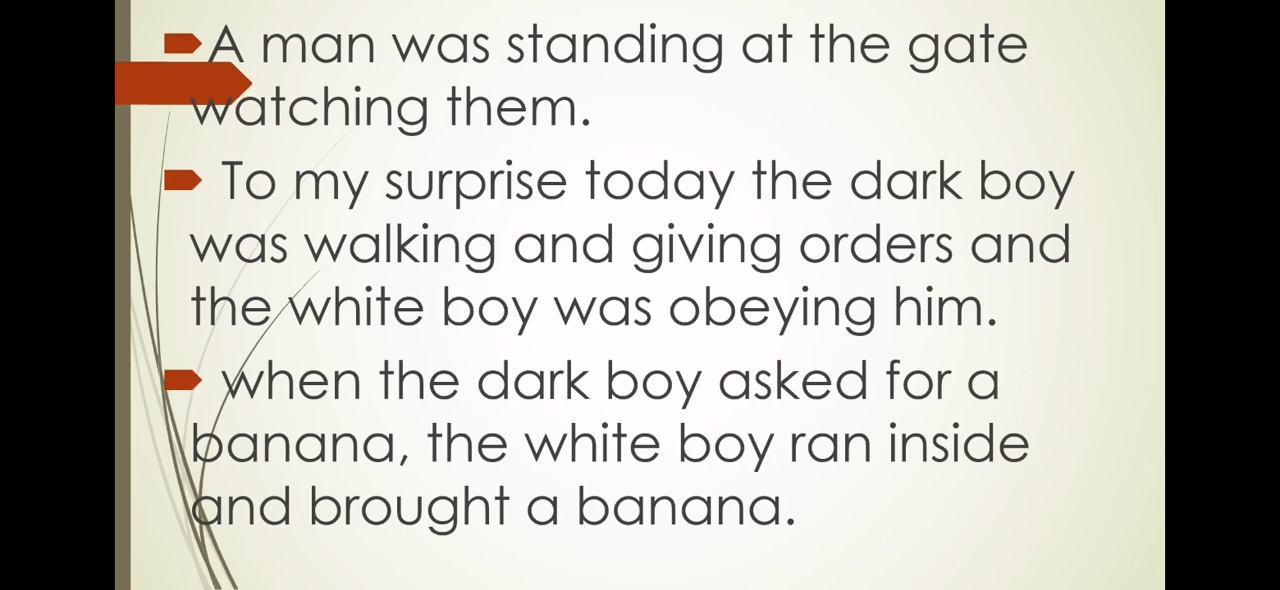 A man was standing at the gate
watching them.
To my surprise today the dark boy
was walking and giving orders and
the white boy was obeying him.
when the dark boy asked for a
banana, the white boy ran inside
and brought a banana.